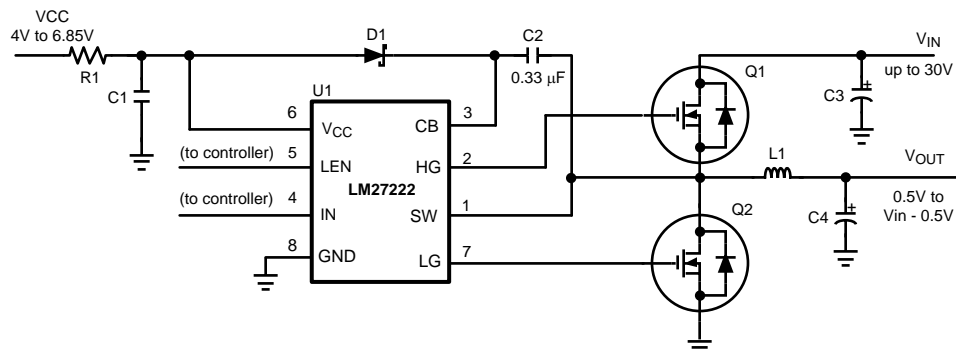 VCC
4V to 6.85V
R1
C1
D1
C2
0.33 μF
Q1
VIN
up to 30V
C3
U1
6
VCC
3
CB
(to controller)
5
LEN
2
HG
LM27222
(to controller)
4
IN
1
SW
8
GND
7
LG
L1
VOUT
0.5V to
Vin - 0.5V
C4
Q2
+
+